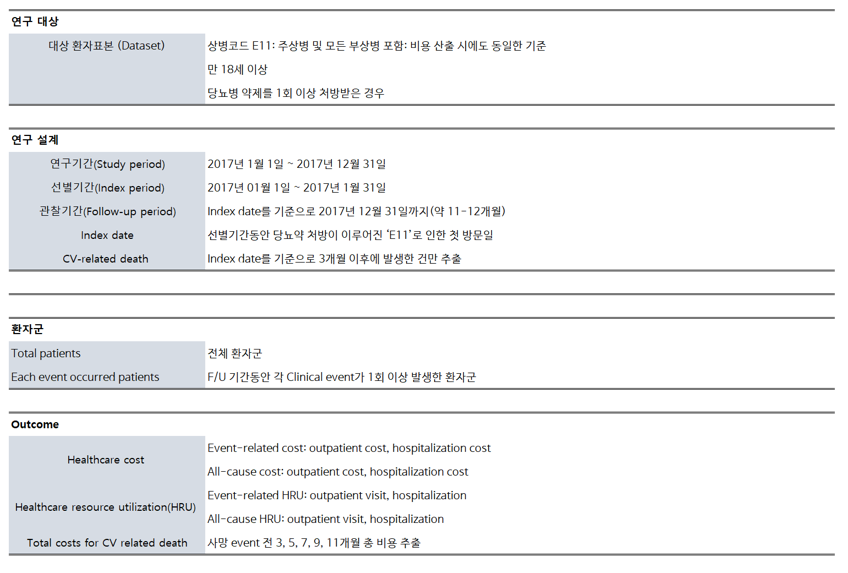 연구 대상
대상 환자표본 (Dataset) 상병코드 E11: 주상병 및 모든 부상병 포함: 비용 산출 시에도 동일한 기준
만 18세 이상
당뇨병 약제를 1회 이상 처방받은 경우
연구 설계
연구기간(Study period) 2017년 1월 1일 ~ 2017년 12월 31일
선별기간(Index period) 2017년 01월 1일 ~ 2017년 1월 31일
관찰기간(Follow-up period) Index date를 기준으로 2017년 12월 31일까지(약 11-12개월)
Index date 선별기간동안 당뇨약 처방이 이루어진 ‘E11’로 인한 첫 방문일
CV-related death Index date를 기준으로 3개월 이후에 발생한 건만 추출
환자군
Total patients 전체 환자군
Each event occurred patients F/U 기간동안 각 Clinical event가 1회 이상 발생한 환자군
Outcome
Healthcare cost Event-related cost: outpatient cost, hospitalization cost
All-cause cost: outpatient cost, hospitalization cost
Healthcare resource utilization(HRU) Event-related HRU: outpatient visit, hospitalization
All-cause HRU: outpatient visit, hospitalization
Total costs for CV related death 사망 event 전 3, 5, 7, 9, 11개월 총 비용 추출